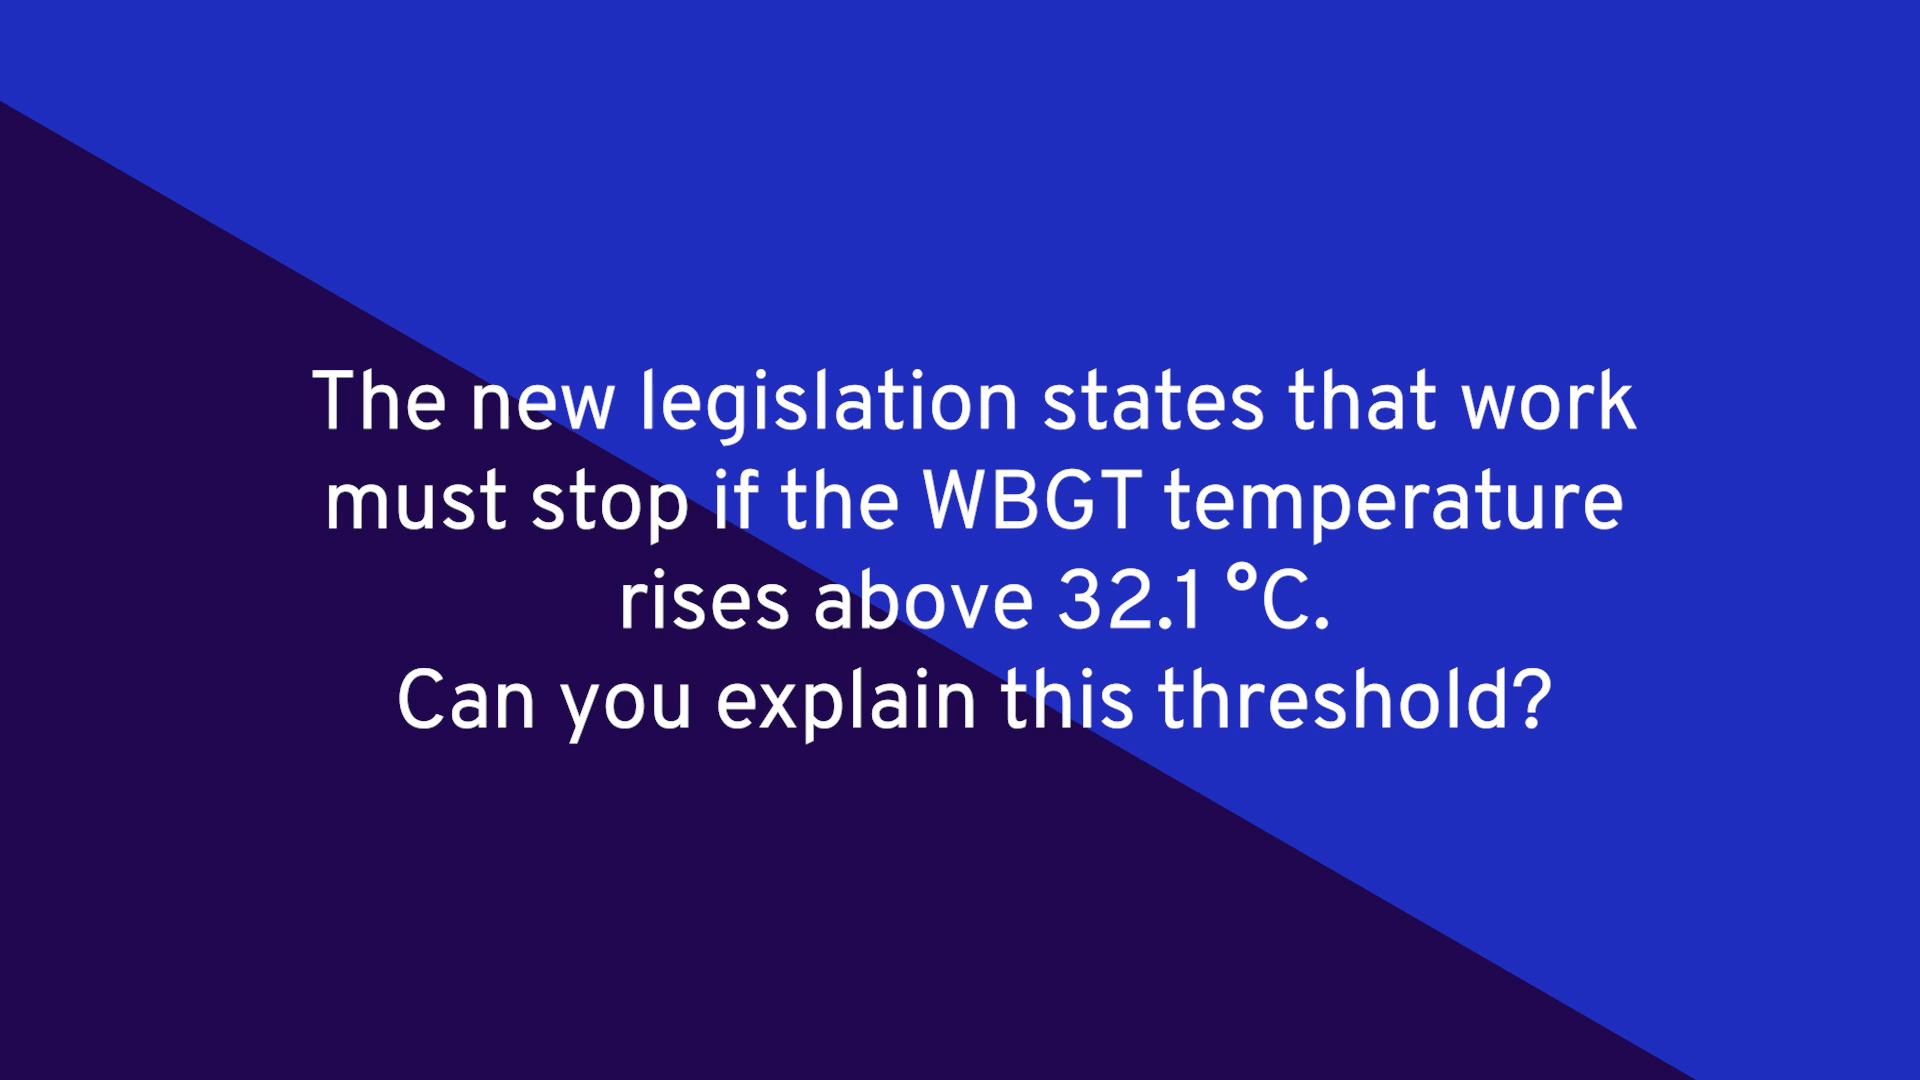 The new legislation states that work
must stop if the WBGT temperature
rises above 32.1 °C.
Can you explain this threshold?